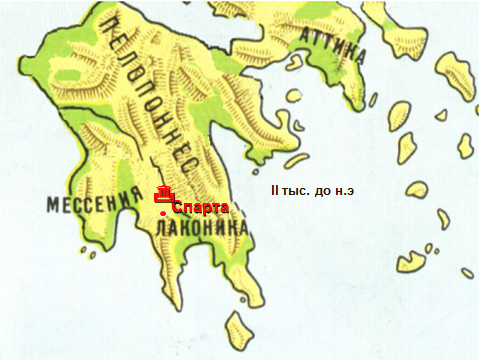 АТТИКА
ПЕЛОПОННЕС
II тыс. до н.э
МЕССЕНИЯ
Спарта
ЛАКОНИКА